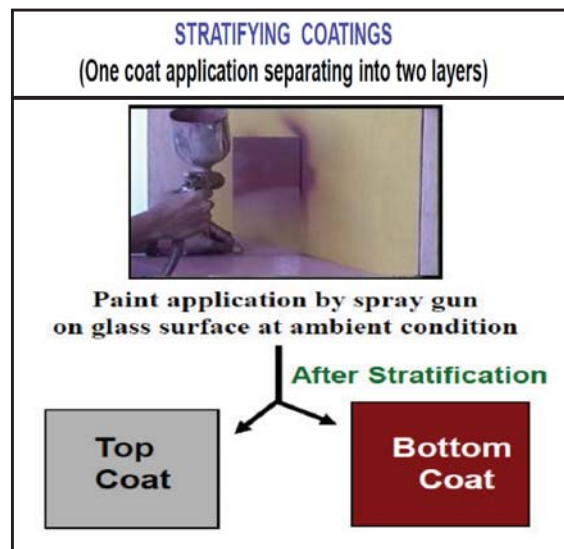 STRATIFYING COATINGS
(One coat application separating into two layers)
Paint application by spray gun
on glass surface at ambient condition
After Stratification
Top
Coat
Bottom
Coat